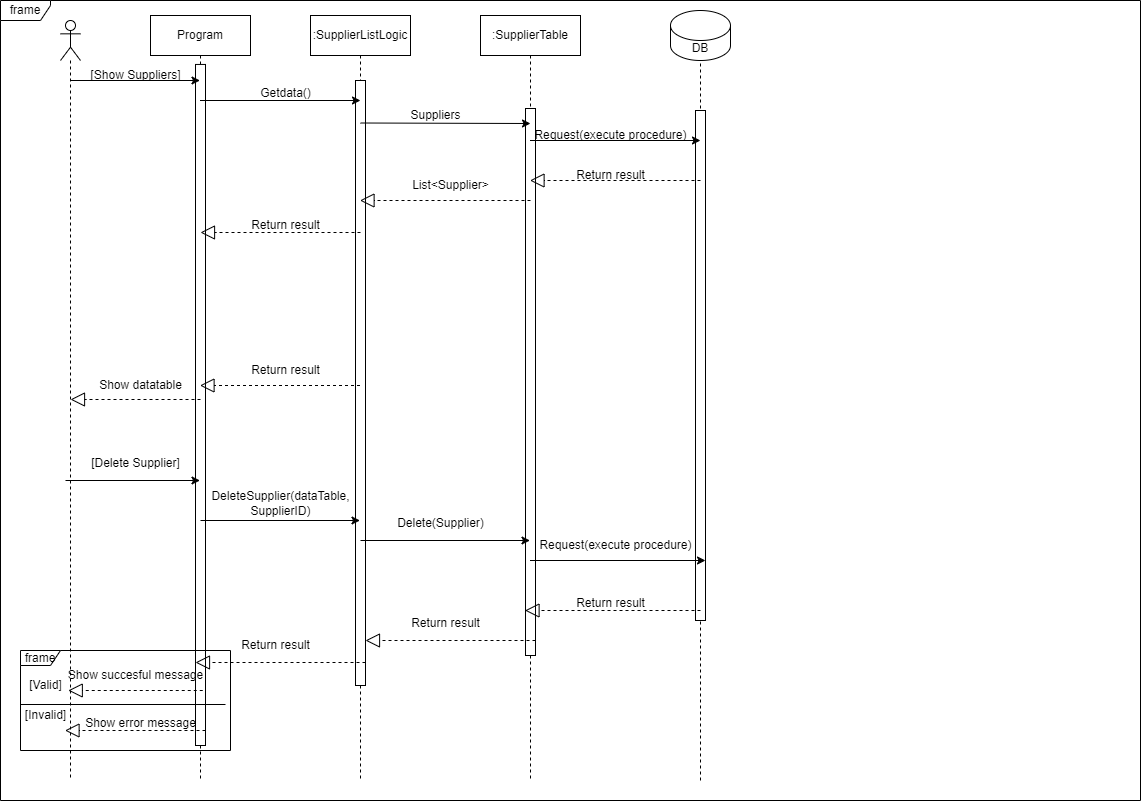 frame
Program
:SupplierListLogic
:SupplierTable
DB
[Show Suppliers]
Getdata()
Suppliers
Request(execute procedure)
Return result
List<Supplier>
Return result
Return result
Show datatable
[Delete Supplier]
DeleteSupplier(dataTable,
SupplierID)
Delete(Supplier)
Request(execute procedure)
Return result
Return result
Return result
frame
Show succesful message
[Valid]
[Invalid]
Show error message